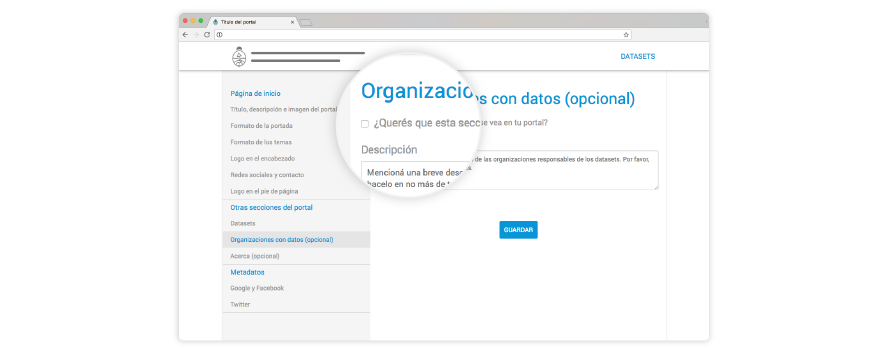 Título del portal
DATASETS
Página de inicio
Título, descripción e imagen del portal
Formato de la portada
Formato de los temas
Logo en el encabezado
Redes sociales y contacto
Logo en el pie de página
Otras secciones del portal
Datasets
Organizaciones con datos (opcional)
Acerca (opcional)
Metadatos
Google y Facebook
Twitter
Organizacio s con datos (opcional)
¿Querés que esta secc se vea en tu portal?
Descripción
Mencioná una breve desc de las organizaciones responsables de los datasets. Por favor,
hacelo en no más de
GUARDAR